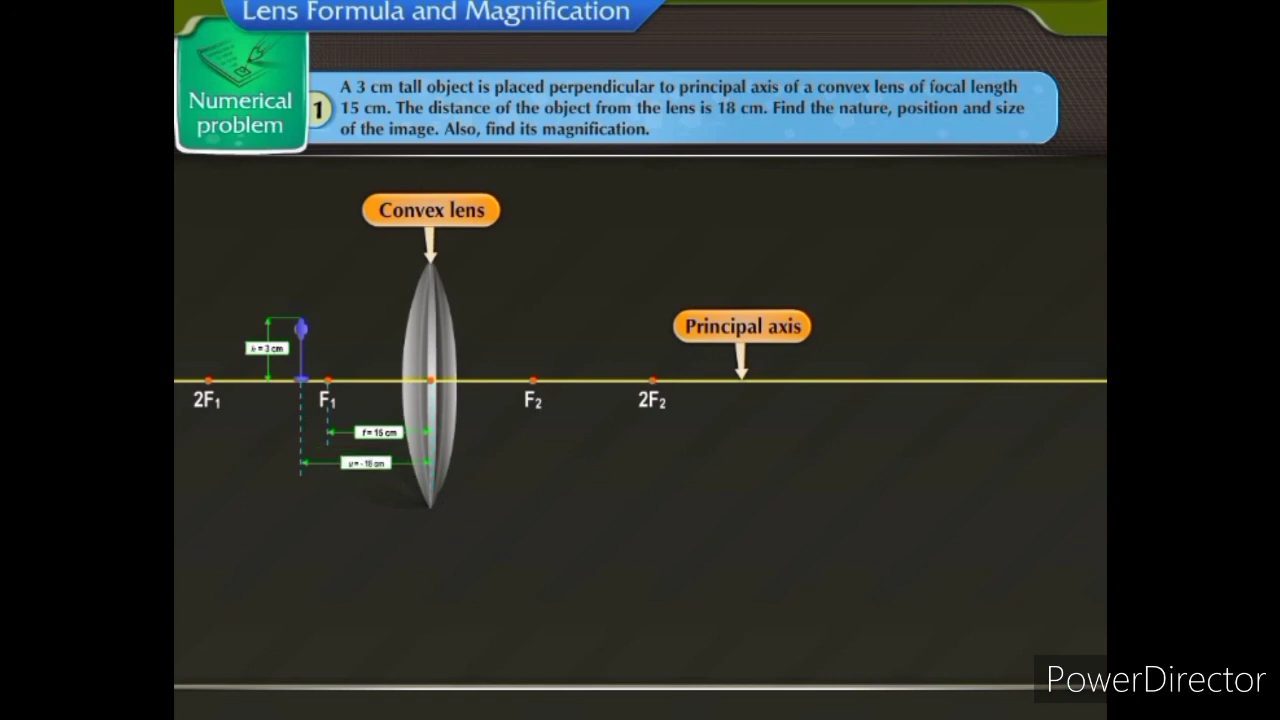 Lens Formula and Magnification
Numerical
problem
1
A 3 cm tall object is placed perpendicular to principal axis of a convex lens of focal length
15 cm. The distance of the object from the lens is 18 cm. Find the nature, position and size
of the image. Also, find its magnification.
Convex lens
Principal axis
h = 3 cm
2F₁
F₁
F₂
2F₂
f = 15 cm
u = - 18 cm
PowerDirector